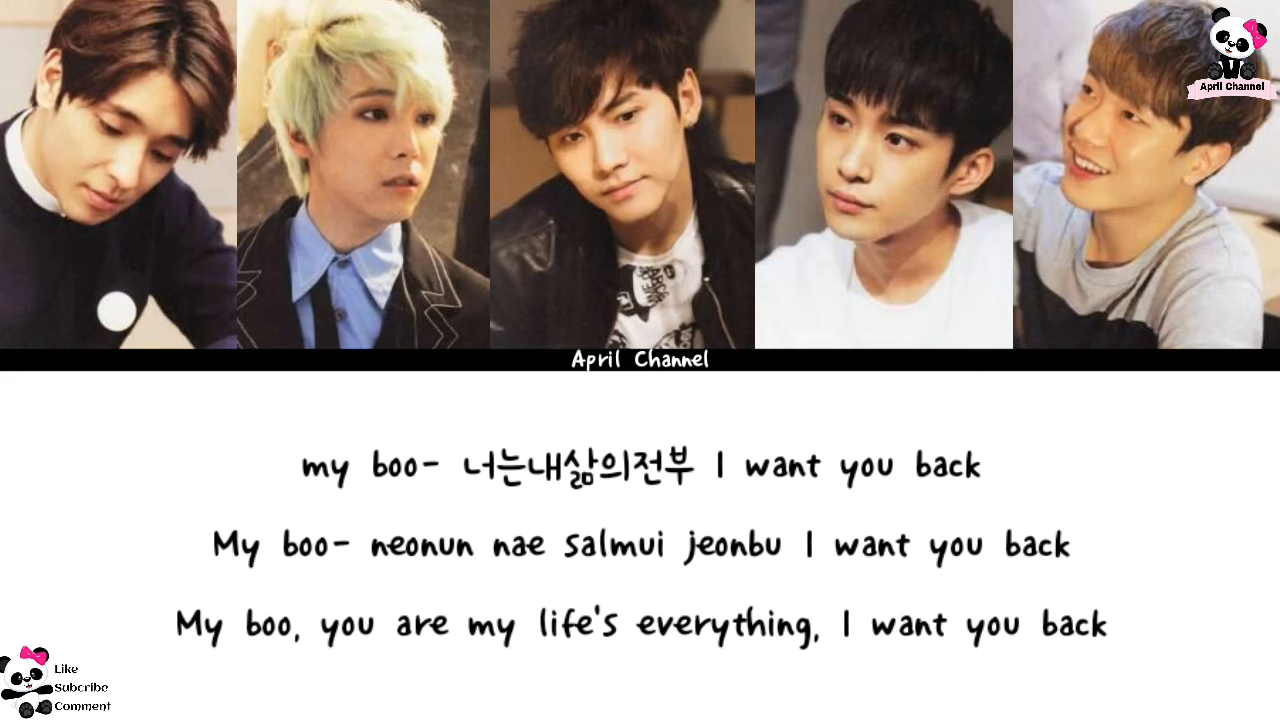 April Channel
April Channel
my boo- 너는내삶의전부 I want you back
My boo- neonun nae salmui jeonbu I want you back
My boo, you are my life's everything, I want you back
Like
Subcribe
Comment